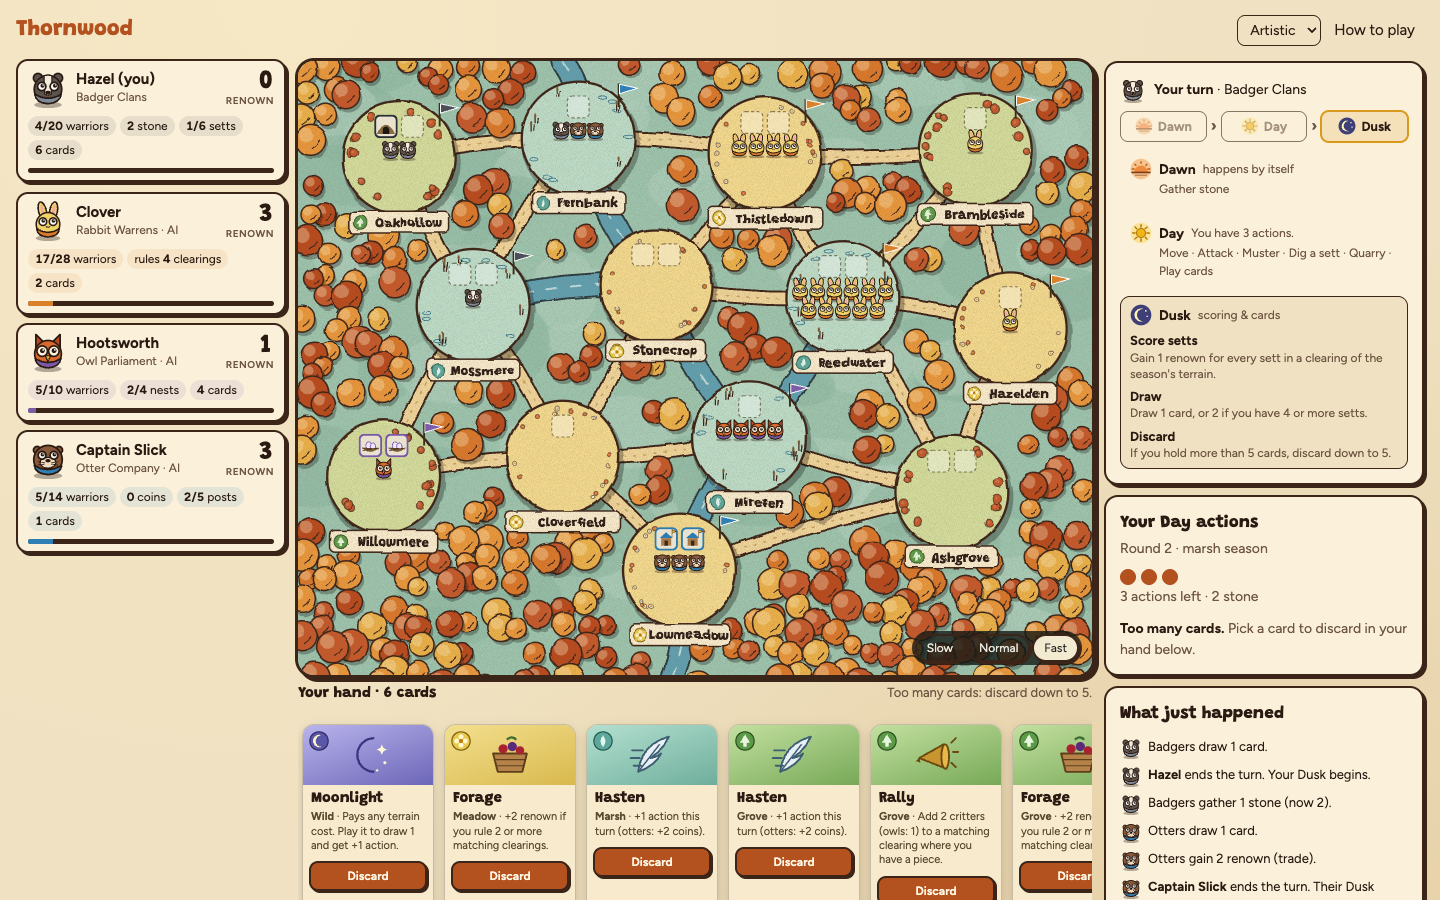 Thornwood
Artistic
How to play
Hazel (you)
Badger Clans
0
RENOWN
4/20 warriors
2 stone
1/6 setts
6 cards
Clover
Rabbit Warrens · AI
3
RENOWN
17/28 warriors
rules 4 clearings
2 cards
Hootsworth
Owl Parliament · AI
1
RENOWN
5/10 warriors
2/4 nests
4 cards
Captain Slick
Otter Company · AI
3
RENOWN
5/14 warriors
0 coins
2/5 posts
1 cards
Oakhollow
Fernbank
Thistledown
Brambleside
Mossmere
Stonecrop
Reedwater
Hazelden
Willowmere
Cloverfield
Mirefen
Ashgrove
Lowmeadow
Slow
Normal
Fast
Your turn · Badger Clans
Dawn
›
Day
›
Dusk
Dawn happens by itself
Gather stone
Day You have 3 actions.
Move · Attack · Muster · Dig a sett · Quarry ·
Play cards
Dusk scoring & cards
Score setts
Gain 1 renown for every sett in a clearing of the
season's terrain.
Draw
Draw 1 card, or 2 if you have 4 or more setts.
Discard
If you hold more than 5 cards, discard down to 5.
Your Day actions
Round 2 · marsh season
3 actions left · 2 stone
Too many cards. Pick a card to discard in your
hand below.
What just happened
Badgers draw 1 card.
Hazel ends the turn. Your Dusk begins.
Badgers gather 1 stone (now 2).
Otters draw 1 card.
Otters gain 2 renown (trade).
Captain Slick ends the turn. Their Dusk
Your hand · 6 cards
Too many cards: discard down to 5.
Moonlight
Wild · Pays any terrain
cost. Play it to draw 1
and get +1 action.
Discard
Forage
Meadow · +2 renown if
you rule 2 or more
matching clearings.
Discard
Hasten
Marsh · +1 action this
turn (otters: +2 coins).
Discard
Hasten
Grove · +1 action this
turn (otters: +2 coins).
Discard
Rally
Grove · Add 2 critters
(owls: 1) to a matching
clearing where you
have a piece.
Discard
Forage
Grove · +2 ren
you rule 2 or m
matching clear
Discar